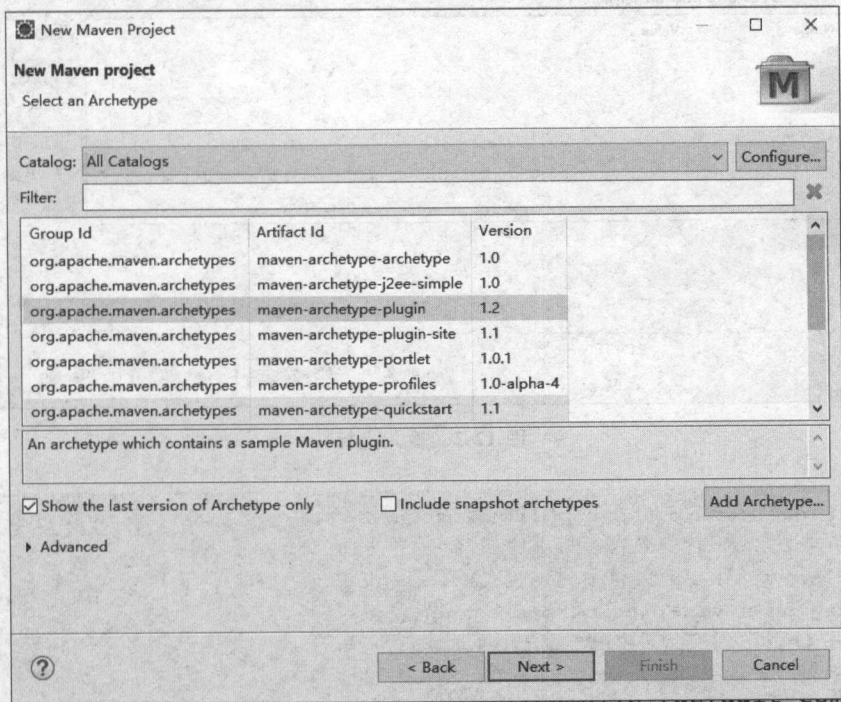 New Maven Project
New Maven project
Select an Archetype
M
Catalog: All Catalogs Configure...
Filter:
Group Id Artifact Id Version
org.apache.maven.archetypes maven-archetype-archetype 1.0
org.apache.maven.archetypes maven-archetype-j2ee-simple 1.0
org.apache.maven.archetypes maven-archetype-plugin 1.2
org.apache.maven.archetypes maven-archetype-plugin-site 1.1
org.apache.maven.archetypes maven-archetype-portlet 1.0.1
org.apache.maven.archetypes maven-archetype-profiles 1.0-alpha-4
org.apache.maven.archetypes maven-archetype-quickstart 1.1
An archetype which contains a sample Maven plugin.
Show the last version of Archetype only Include snapshot archetypes Add Archetype...
Advanced
? < Back Next > Finish Cancel